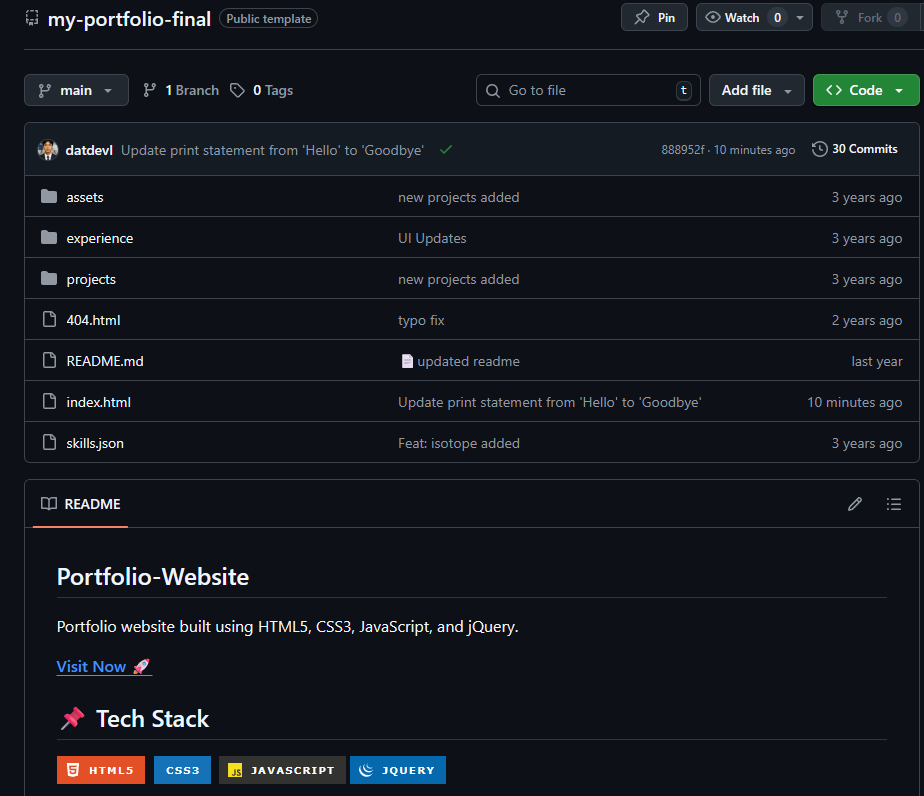 my-portfolio-final Public template Pin Watch 0 Fork 0
main 1 Branch 0 Tags Go to file t Add file Code
datdevl Update print statement from 'Hello' to 'Goodbye' 888952f · 10 minutes ago 30 Commits
assets new projects added 3 years ago
experience UI Updates 3 years ago
projects new projects added 3 years ago
404.html typo fix 2 years ago
README.md updated readme last year
index.html Update print statement from 'Hello' to 'Goodbye' 10 minutes ago
skills.json Feat: isotope added 3 years ago
README
Portfolio-Website
Portfolio website built using HTML5, CSS3, JavaScript, and jQuery.
Visit Now 🚀
📌 Tech Stack
HTML5 CSS3 JS JAVASCRIPT JQUERY